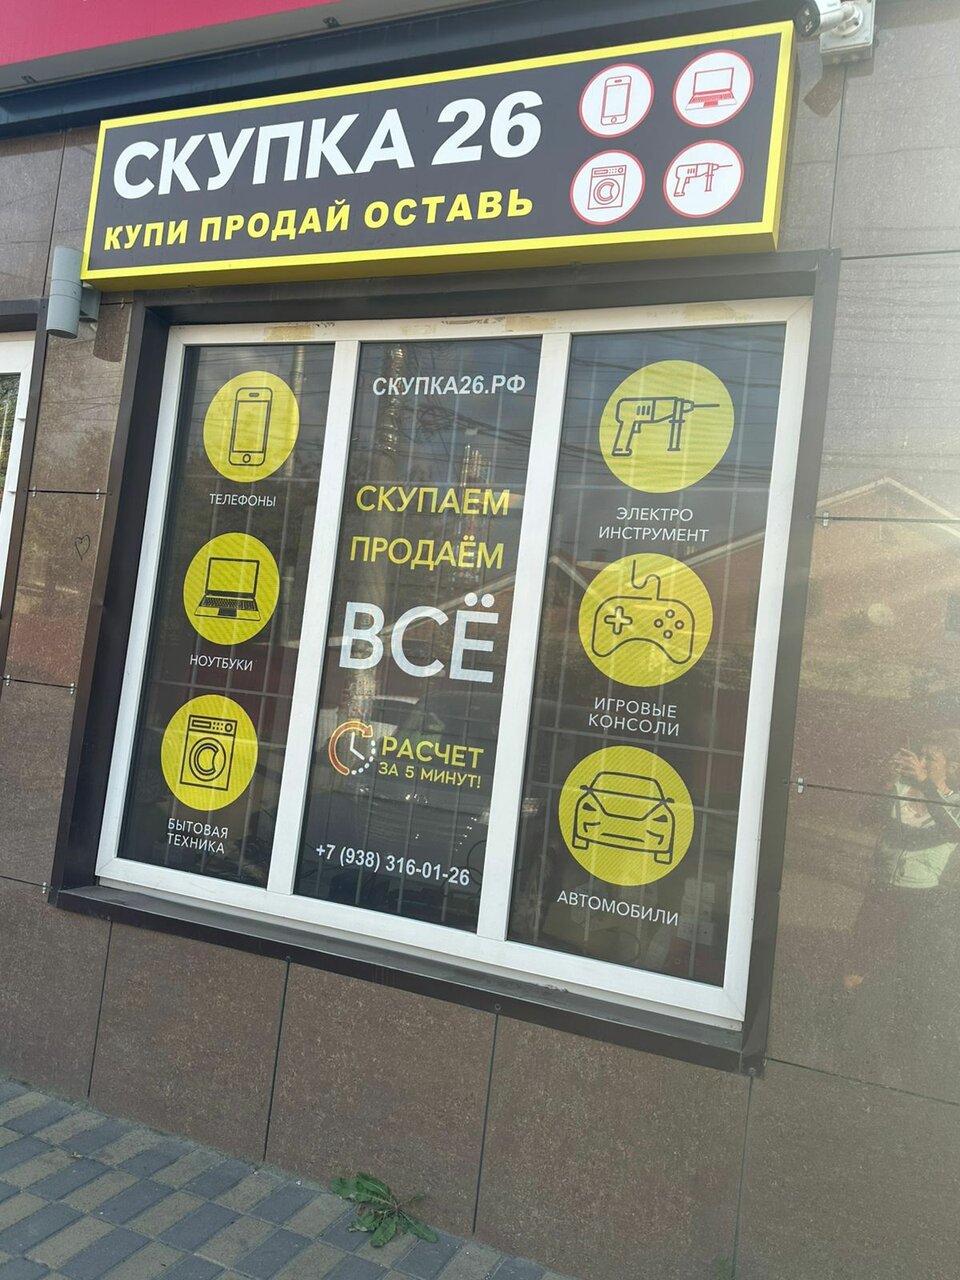 СКУПКА 26
КУПИ ПРОДАЙ ОСТАВЬ
ТЕЛЕФОНЫ
НОУТБУКИ
БЫТОВАЯ
ТЕХНИКА
СКУПКА26.РФ
СКУПАЕМ
ПРОДАЁМ
ВСЁ
РАСЧЕТ
ЗА 5 МИНУТ!
+7 (938) 316-01-26
ЭЛЕКТРО
ИНСТРУМЕНТ
ИГРОВЫЕ
КОНСОЛИ
АВТОМОБИЛИ